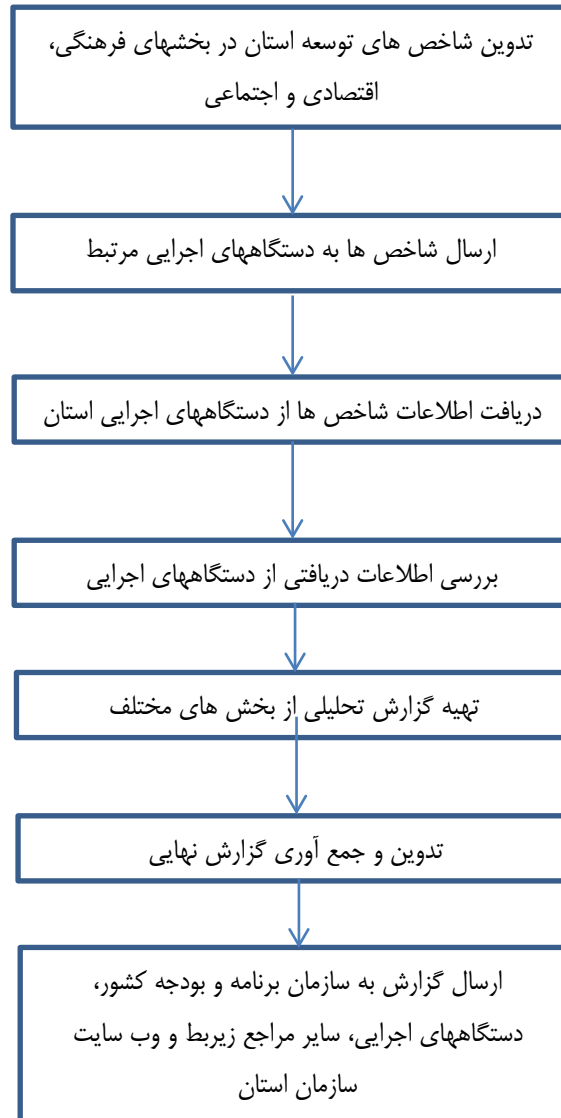 تدوین شاخص های توسعه استان در بخشهای فرهنگی،
اقتصادی و اجتماعی
ارسال شاخص ها به دستگاههای اجرایی مرتبط
دریافت اطلاعات شاخص ها از دستگاههای اجرایی استان
بررسی اطلاعات دریافتی از دستگاههای اجرایی
تهیه گزارش تحلیلی از بخش های مختلف
تدوین و جمع آوری گزارش نهایی
ارسال گزارش به سازمان برنامه و بودجه کشور،
دستگاههای اجرایی، سایر مراجع زیربط و وب سایت
سازمان استان